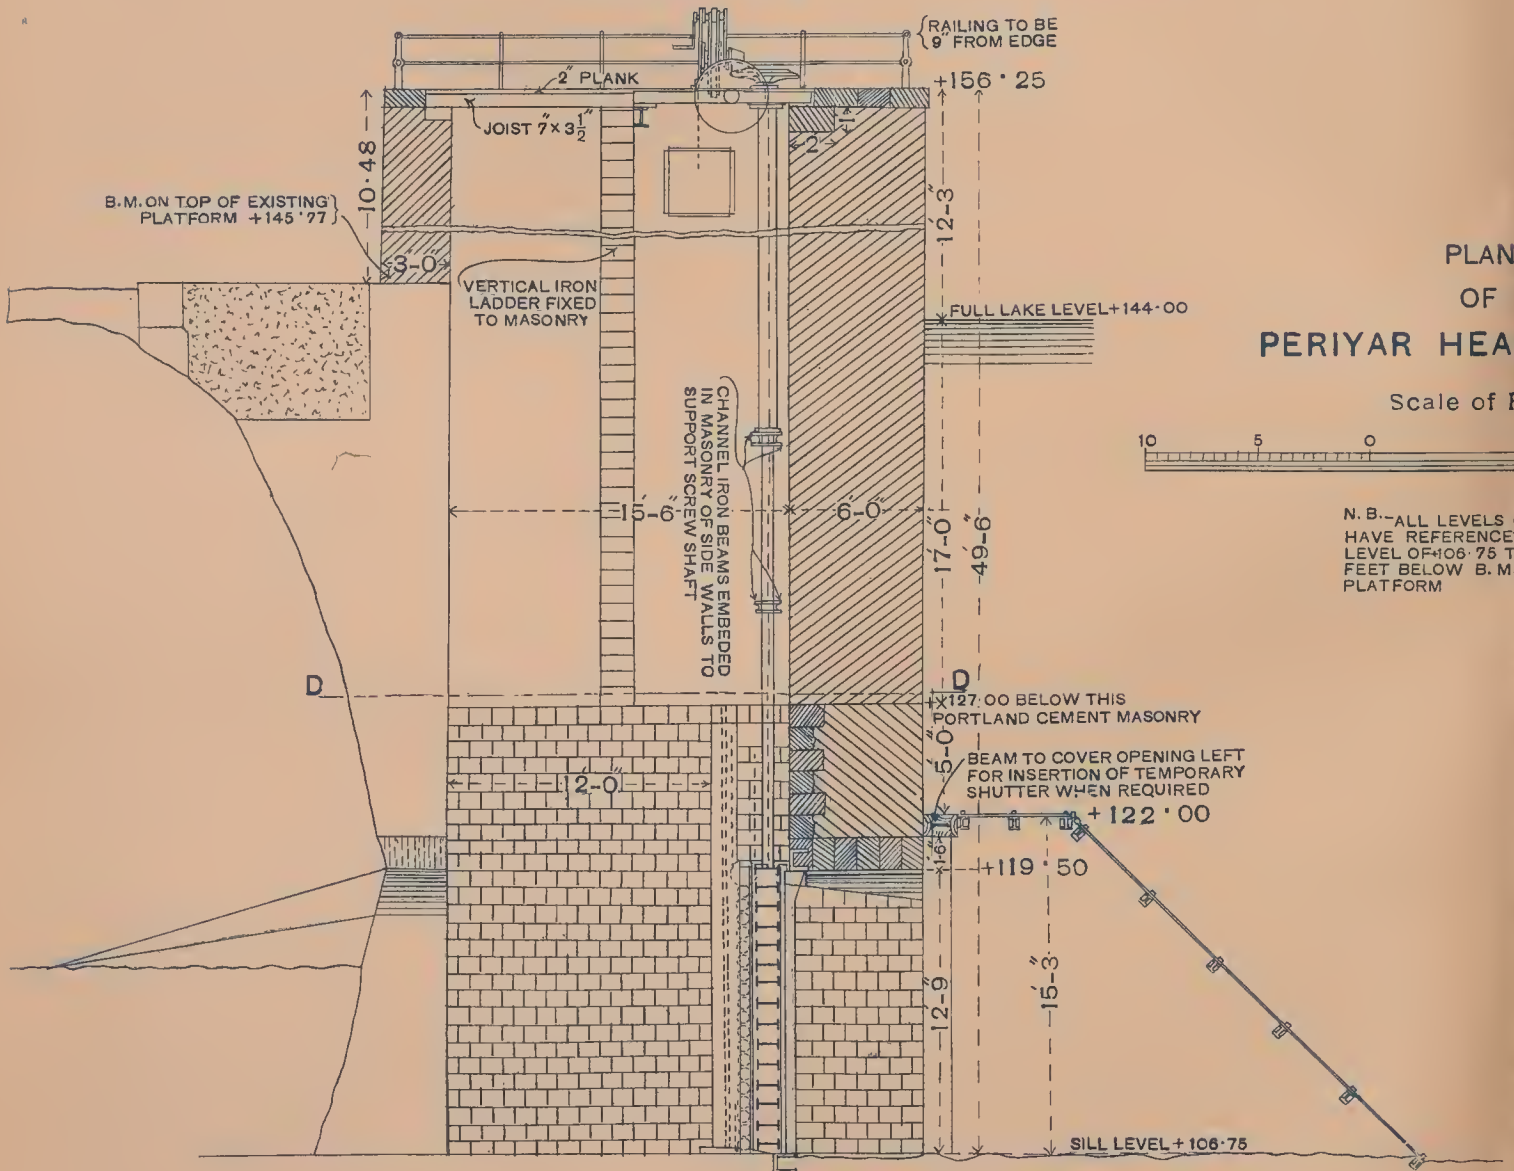 RAILING TO BE
9" FROM EDGE
+156·25
2" PLANK
JOIST 7" × 3½"
1'
2'
10·48
B.M. ON TOP OF EXISTING
PLATFORM +145·77
3'-0"
VERTICAL IRON
LADDER FIXED
TO MASONRY
12'-3"
FULL LAKE LEVEL +144·00
PLAN
OF
PERIYAR HEA
Scale of
10 5 0
CHANNEL IRON BEAMS EMBEDED
IN MASONRY OF SIDE WALLS TO
SUPPORT SCREW SHAFT
15'-6"
6'-0"
17'-0"
49'-6"
N.B.-ALL LEVELS
HAVE REFERENCE
LEVEL OF +106·75 T
FEET BELOW B.M
PLATFORM
D
D
+127·00 BELOW THIS
PORTLAND CEMENT MASONRY
5'-0"
BEAM TO COVER OPENING LEFT
FOR INSERTION OF TEMPORARY
SHUTTER WHEN REQUIRED
12'-0"
+122·00
1'-6"
+119·50
12'-9"
15'-3"
SILL LEVEL +106·75